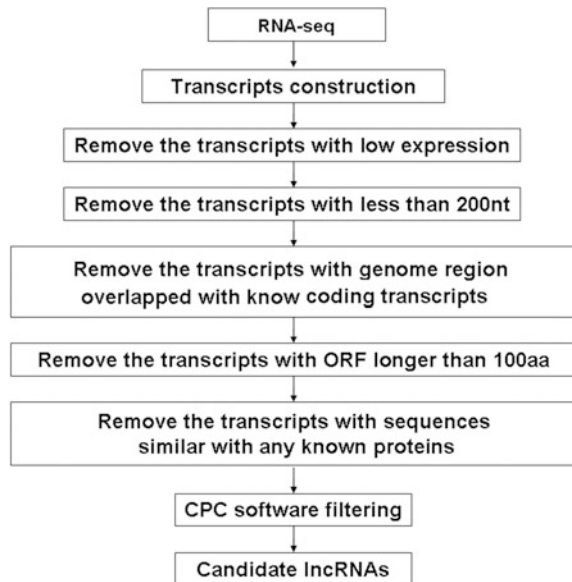 RNA-seq
Transcripts construction
Remove the transcripts with low expression
Remove the transcripts with less than 200nt
Remove the transcripts with genome region
overlapped with know coding transcripts
Remove the transcripts with ORF longer than 100aa
Remove the transcripts with sequences
similar with any known proteins
CPC software filtering
Candidate lncRNAs